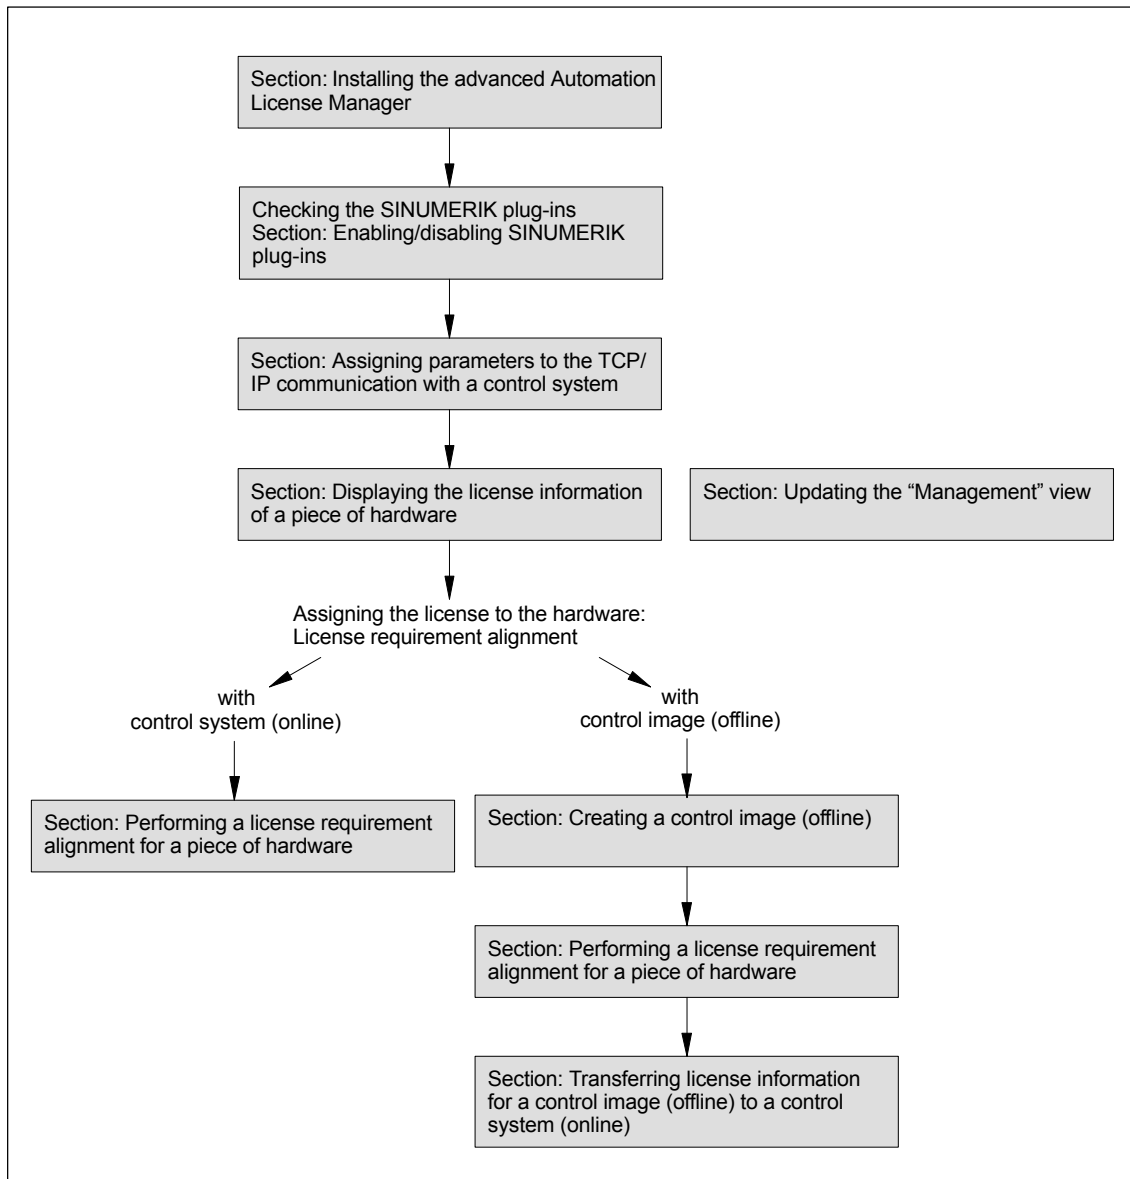 Section: Installing the advanced Automation
License Manager
Checking the SINUMERIK plug-ins
Section: Enabling/disabling SINUMERIK
plug-ins
Section: Assigning parameters to the TCP/
IP communication with a control system
Section: Displaying the license information
of a piece of hardware
Section: Updating the “Management” view
Assigning the license to the hardware:
License requirement alignment
with
control system (online)
with
control image (offline)
Section: Performing a license requirement
alignment for a piece of hardware
Section: Creating a control image (offline)
Section: Performing a license requirement
alignment for a piece of hardware
Section: Transferring license information
for a control image (offline) to a control
system (online)